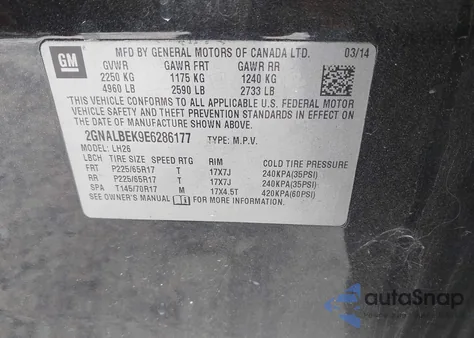 GM
MFD BY GENERAL MOTORS OF CANADA LTD. 03/14
GVWR GAWR FRT GAWR RR
2250 KG 1175 KG 1240 KG
4960 LB 2590 LB 2733 LB
THIS VEHICLE CONFORMS TO ALL APPLICABLE U.S. FEDERAL MOTOR
VEHICLE SAFETY AND THEFT PREVENTION STANDARDS IN EFFECT ON
THE DATE OF MANUFACTURE SHOWN ABOVE.
2GNALBEK9E6286177 TYPE: M.P.V.
MODEL: LH26
LBCH TIRE SIZE SPEED RTG RIM COLD TIRE PRESSURE
FRT P225/65R17 T 17X7J 240KPA(35PSI)
RR P225/65R17 T 17X7J 240KPA(35PSI)
SPA T145/70R17 M 17X4.5T 420KPA(60PSI)
SEE OWNER'S MANUAL FOR MORE INFORMATION
autoSnap